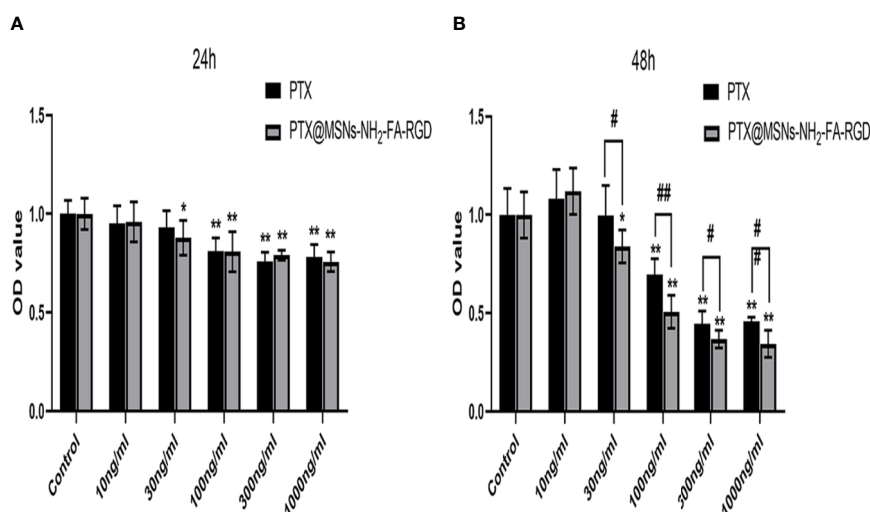 A
24h
PTX
PTX@MSNs-NH2-FA-RGD
OD value
1.5
1.0
0.5
0.0
*
**
**
**
**
**
**
Control
10ng/ml
30ng/ml
100ng/ml
300ng/ml
1000ng/ml
B
48h
PTX
PTX@MSNs-NH2-FA-RGD
OD value
1.5
1.0
0.5
0.0
#
##
#
#
#
*
**
**
**
**
**
**
Control
10ng/ml
30ng/ml
100ng/ml
300ng/ml
1000ng/ml